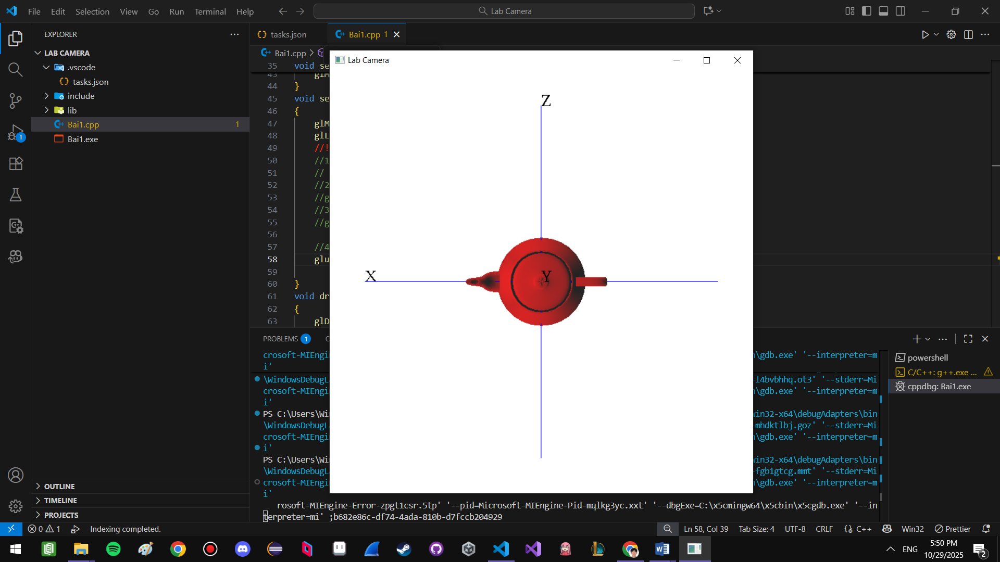 File Edit Selection View Go Run Terminal Help
Lab Camera
EXPLORER
LAB CAMERA
.vscode
tasks.json
include
lib
Bai1.cpp 1
Bai1.exe
OUTLINE
TIMELINE
PROJECTS
tasks.json
Bai1.cpp 1
Bai1.cpp
35 void se
43 glM
44 }
45 void se
46 {
47 glM
48 glL
49 //!
50 //1
51 //
52 //2
53 //g
54 //3
55 //g
56
57 //4
58 glu
59
60 }
61 void dr
62 {
63 glD
Lab Camera
Z
X
Y
PROBLEMS 1
crosoft-MIEngi
n\gdb.exe' '--interpreter=m
i'
\WindowsDebugL
l4bvbhhq.ot3' '--stderr=Mi
crosoft-MIEngi
n\gdb.exe' '--interpreter=m
i'
PS C:\Users\Wi
win32-x64\debugAdapters\bin
\WindowsDebugL
mhdktlbj.goz' '--stderr=Mi
crosoft-MIEngi
n\gdb.exe' '--interpreter=m
i'
PS C:\Users\Wi
win32-x64\debugAdapters\bin
\WindowsDebugL
fgb1gtcg.mmt' '--stderr=Mi
crosoft-MIEngi
n\gdb.exe' '--interpreter=m
i'
rosoft-MIEngine-Error-zpgt1csr.5tp' '--pid=Microsoft-MIEngine-Pid-mqlkg3yc.xxt' '--dbgExe=C:\x5cmingw64\x5cbin\x5cgdb.exe' '--in
terpreter=mi' ;b682e86c-df74-4ada-810b-d7fccb204929
powershell
C/C++: g++.exe ...
cppdbg: Bai1.exe
0 1 Indexing completed.
Ln 58, Col 39 Tab Size: 4 UTF-8 CRLF C++ Win32 Prettier
ENG
5:50 PM
10/29/2025
2
1